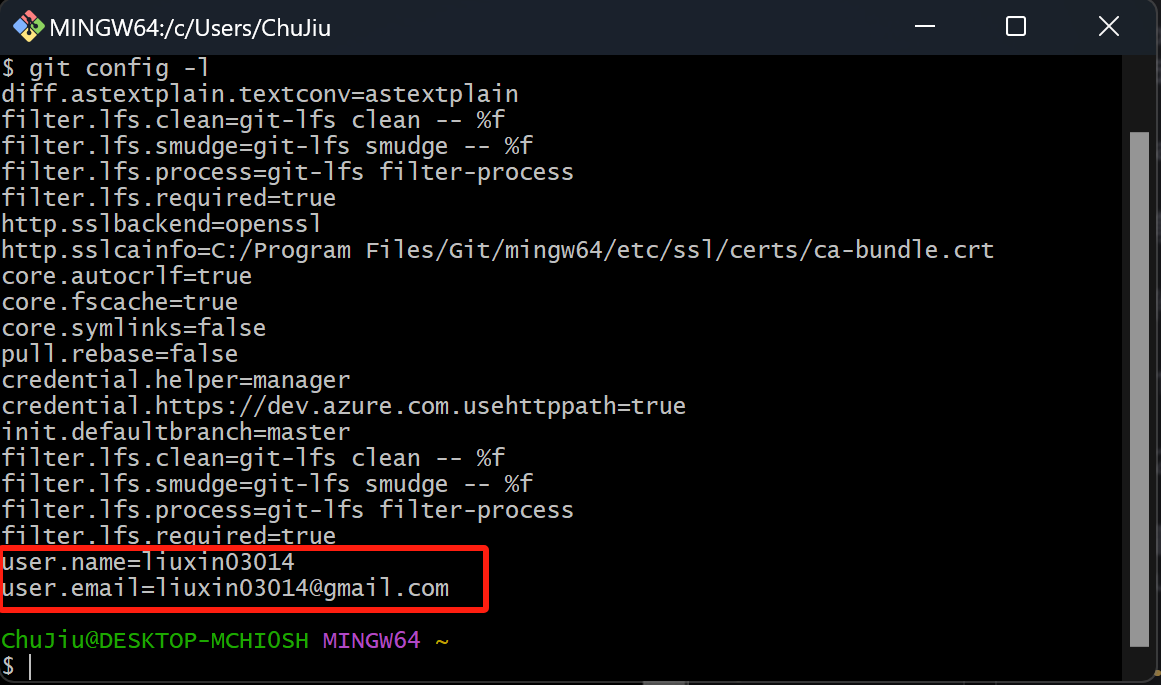 MINGW64:/c/Users/ChuJiu
$ git config -l
diff.astextplain.textconv=astextplain
filter.lfs.clean=git-lfs clean -- %f
filter.lfs.smudge=git-lfs smudge -- %f
filter.lfs.process=git-lfs filter-process
filter.lfs.required=true
http.sslbackend=openssl
http.sslcainfo=C:/Program Files/Git/mingw64/etc/ssl/certs/ca-bundle.crt
core.autocrlf=true
core.fscache=true
core.symlinks=false
pull.rebase=false
credential.helper=manager
credential.https://dev.azure.com.usehttppath=true
init.defaultbranch=master
filter.lfs.clean=git-lfs clean -- %f
filter.lfs.smudge=git-lfs smudge -- %f
filter.lfs.process=git-lfs filter-process
filter.lfs.required=true
user.name=liuxin03014
user.email=liuxin03014@gmail.com
ChuJiu@DESKTOP-MCHIOSH MINGW64 ~
$